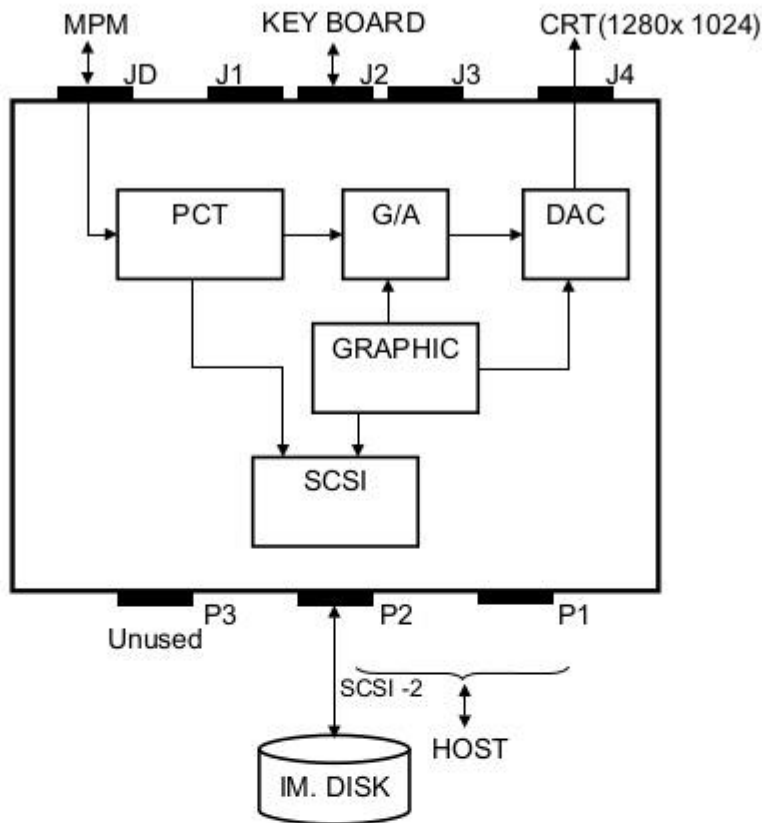 MPM
KEY BOARD
CRT(1280x 1024)
JD
J1
J2
J3
J4
PCT
G/A
DAC
GRAPHIC
SCSI
P3
P2
P1
Unused
SCSI -2
HOST
IM. DISK